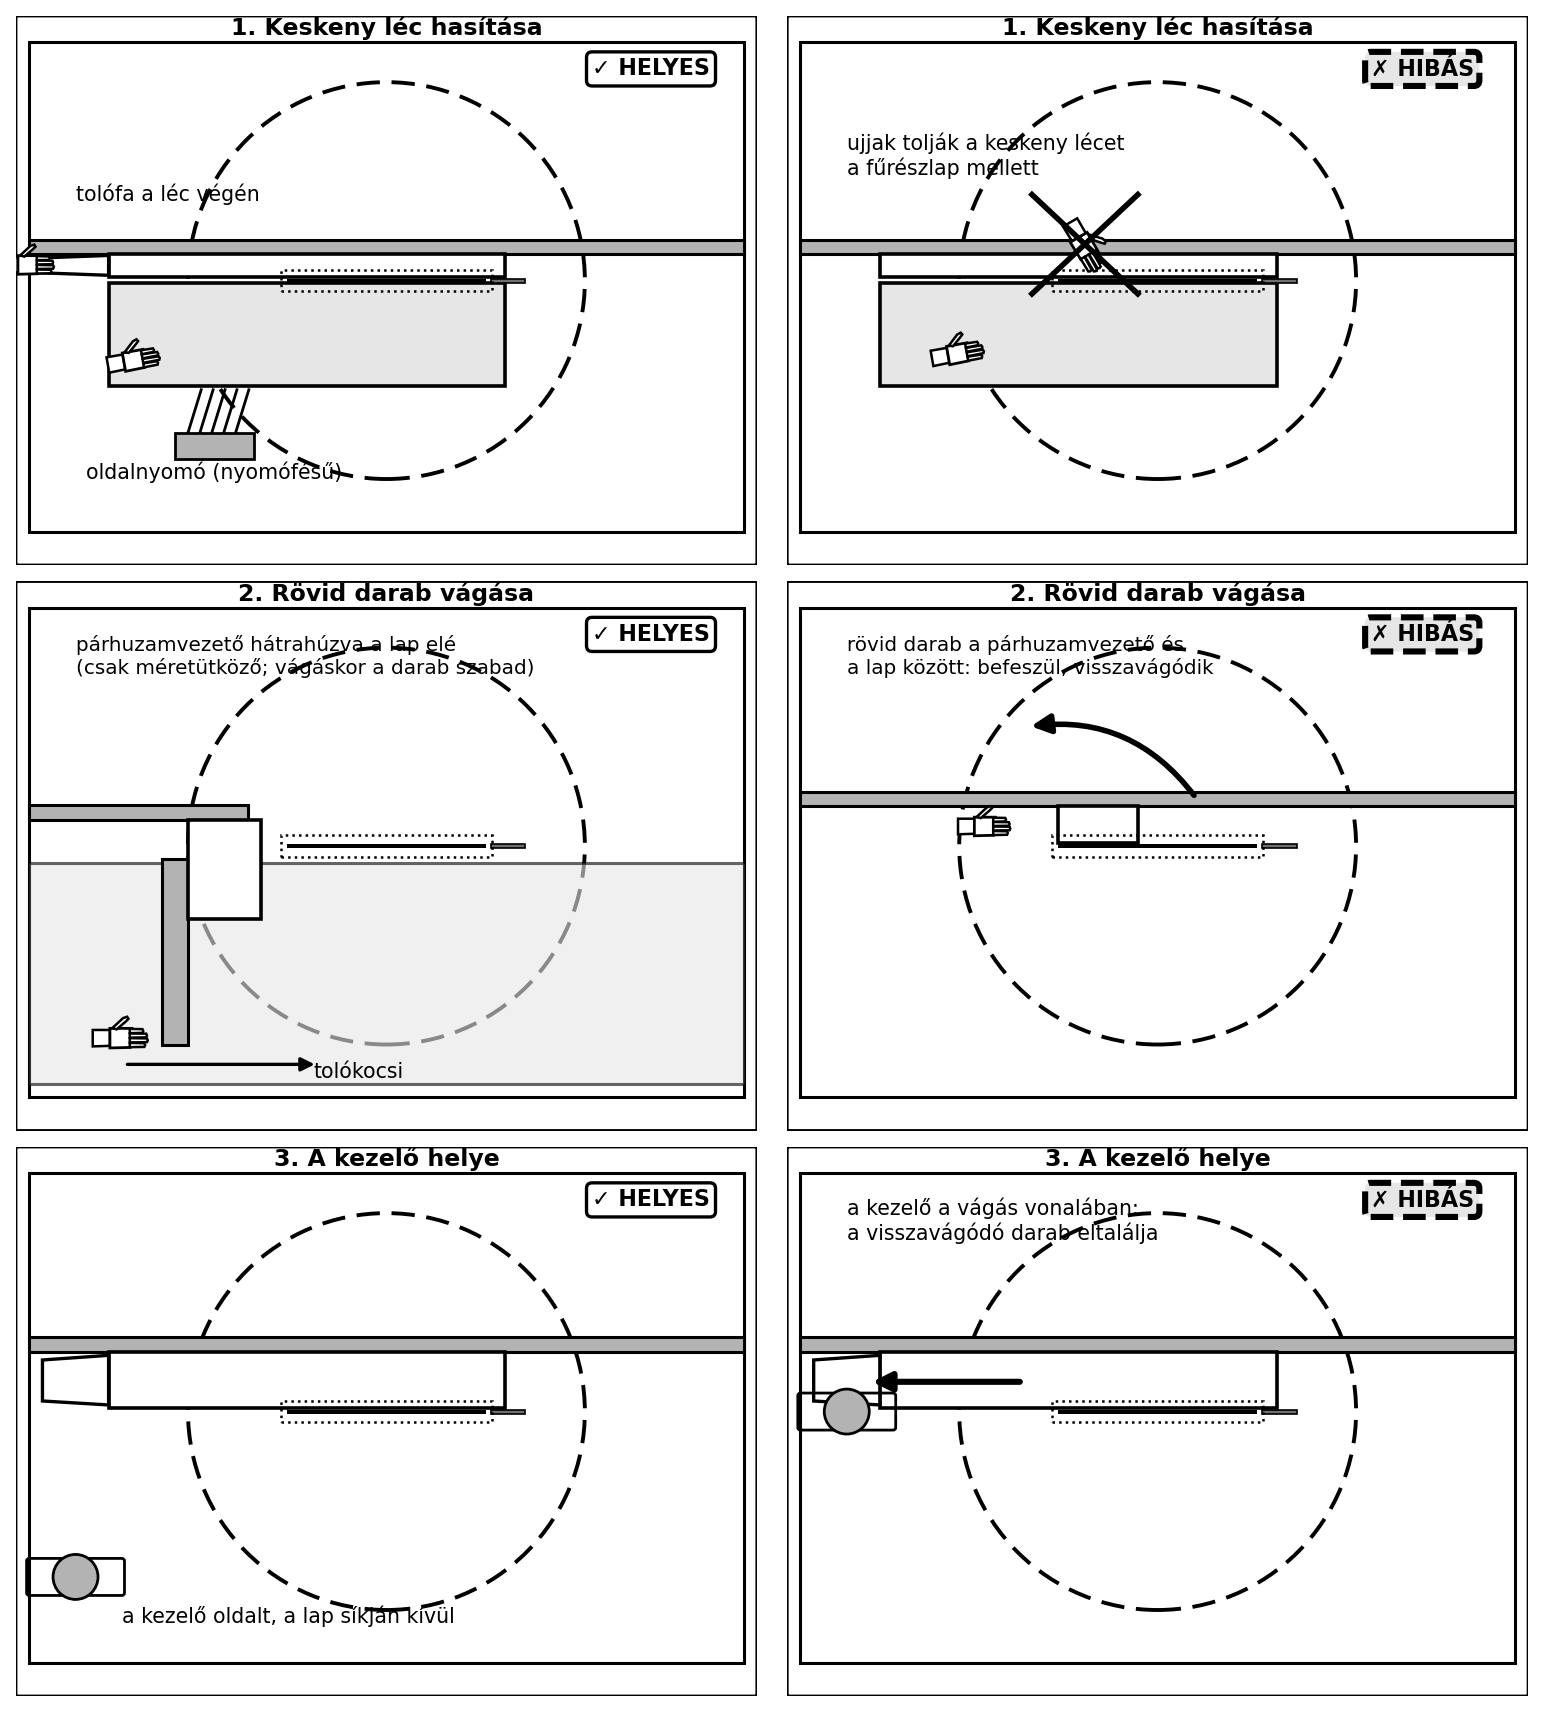 1. Keskeny léc hasítása
✓ HELYES
tolófa a léc végén
oldalnyomó (nyomófésű)
1. Keskeny léc hasítása
✗ HIBÁS
ujjak tolják a keskeny lécet
a fűrészlap mellett
2. Rövid darab vágása
✓ HELYES
párhuzamvezető hátrahúzva a lap elé
(csak méretütköző; vágáskor a darab szabad)
tolókocsi
2. Rövid darab vágása
✗ HIBÁS
rövid darab a párhuzamvezető és
a lap között: befeszül, visszavágódik
3. A kezelő helye
✓ HELYES
a kezelő oldalt, a lap síkján kívül
3. A kezelő helye
✗ HIBÁS
a kezelő a vágás vonalában:
a visszavágódó darab eltalálja